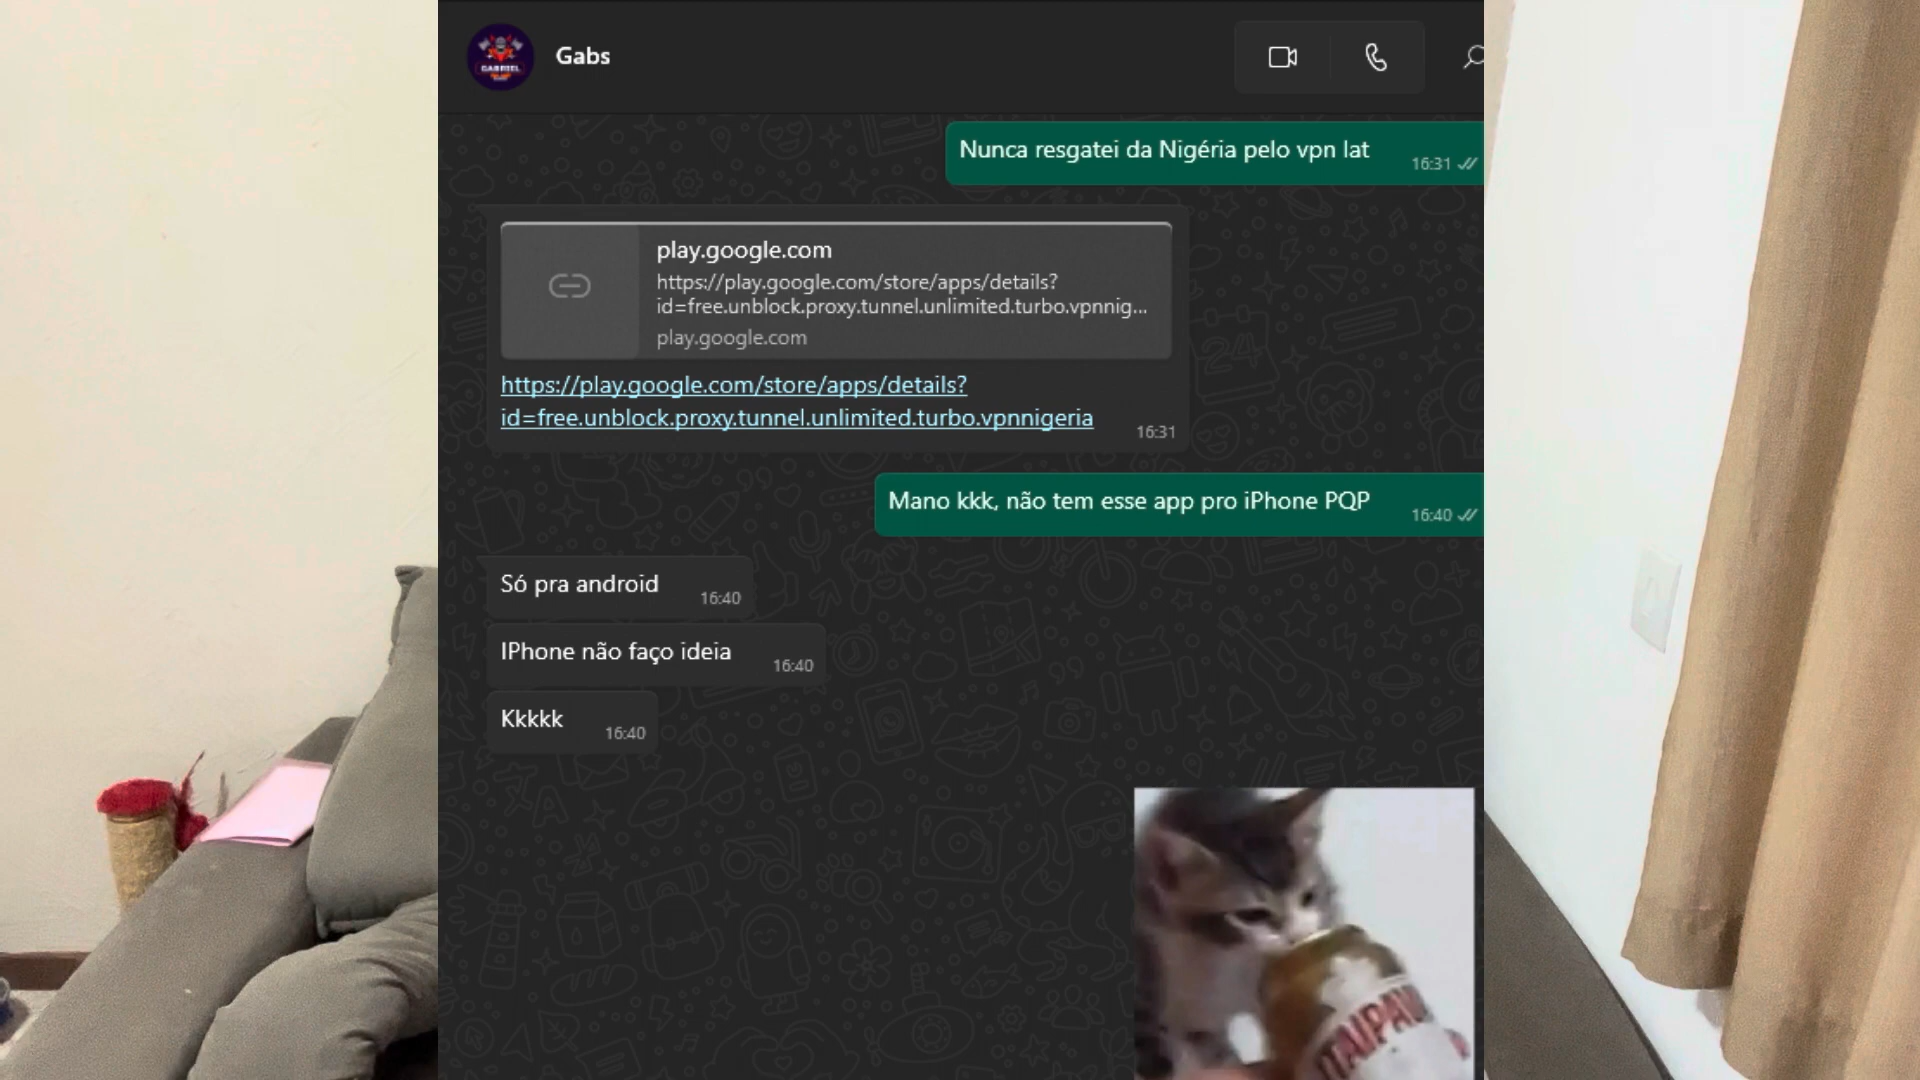 GABRIEL
Gabs
Nunca resgatei da Nigéria pelo vpn lat
16:31
play.google.com
https://play.google.com/store/apps/details?
id=free.unblock.proxy.tunnel.unlimited.turbo.vpnnig...
play.google.com
https://play.google.com/store/apps/details?
id=free.unblock.proxy.tunnel.unlimited.turbo.vpnnigeria
16:31
Mano kkk, não tem esse app pro iPhone PQP
16:40
Só pra android
16:40
IPhone não faço ideia
16:40
Kkkkk
16:40
ITAIPAVA